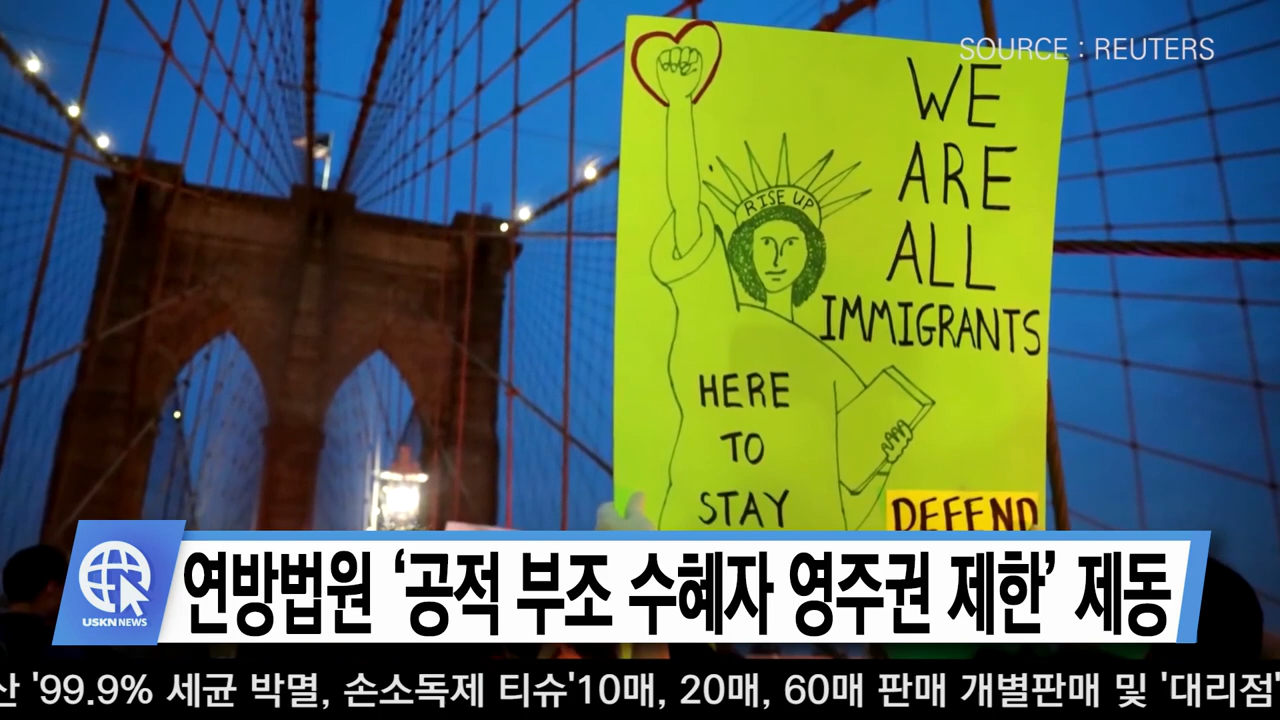 SOURCE : REUTERS
WE
ARE
ALL
IMMIGRANTS
RISE UP
HERE
TO
STAY
DEFEND
연방법원 ‘공적 부조 수혜자 영주권 제한’ 제동
USKN NEWS
산 '99.9% 세균 박멸, 손소독제 티슈'10매, 20매, 60매 판매 개별판매 및 '대리점'